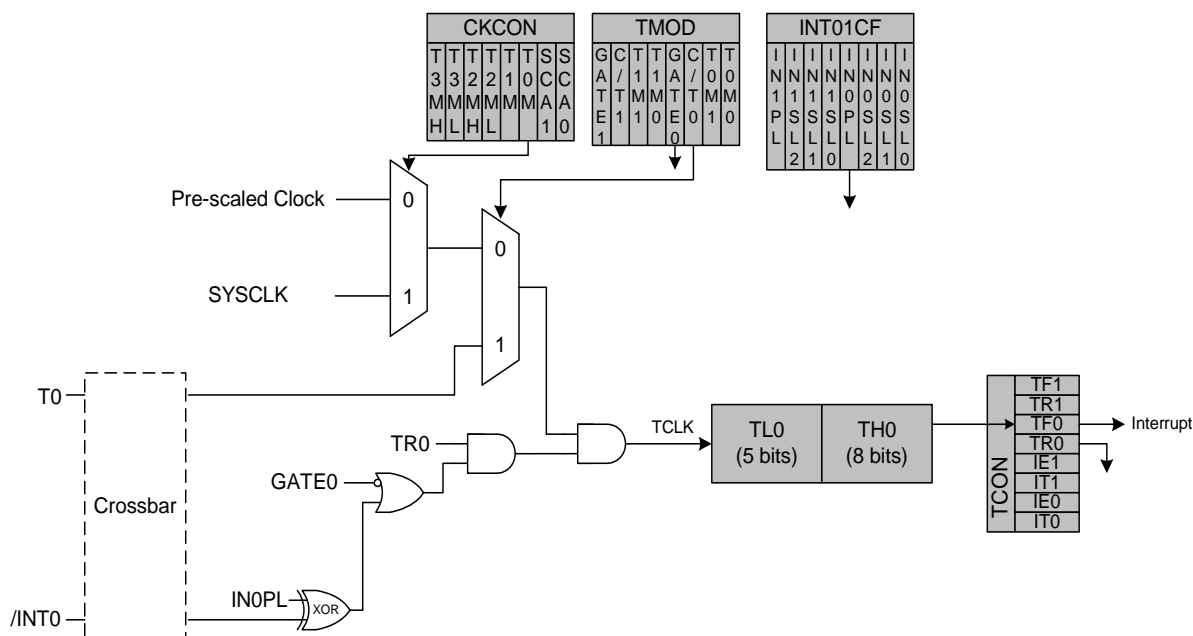 CKCON
T3MH
T3ML
T2MH
T2ML
T1M
T0M
SCA1
SCA0
TMOD
GATE1
C/T1
T1M1
T1M0
GATE0
C/T0
T0M1
T0M0
INT01CF
IN1PL
IN1SL2
IN1SL1
IN1SL0
IN0PL
IN0SL2
IN0SL1
IN0SL0
Pre-scaled Clock
0
SYSCLK
1
0
1
T0
Crossbar
/INT0
TR0
GATE0
IN0PL
XOR
TCLK
TL0
(5 bits)
TH0
(8 bits)
TCON
TF1
TR1
TF0
TR0
IE1
IT1
IE0
IT0
Interrupt